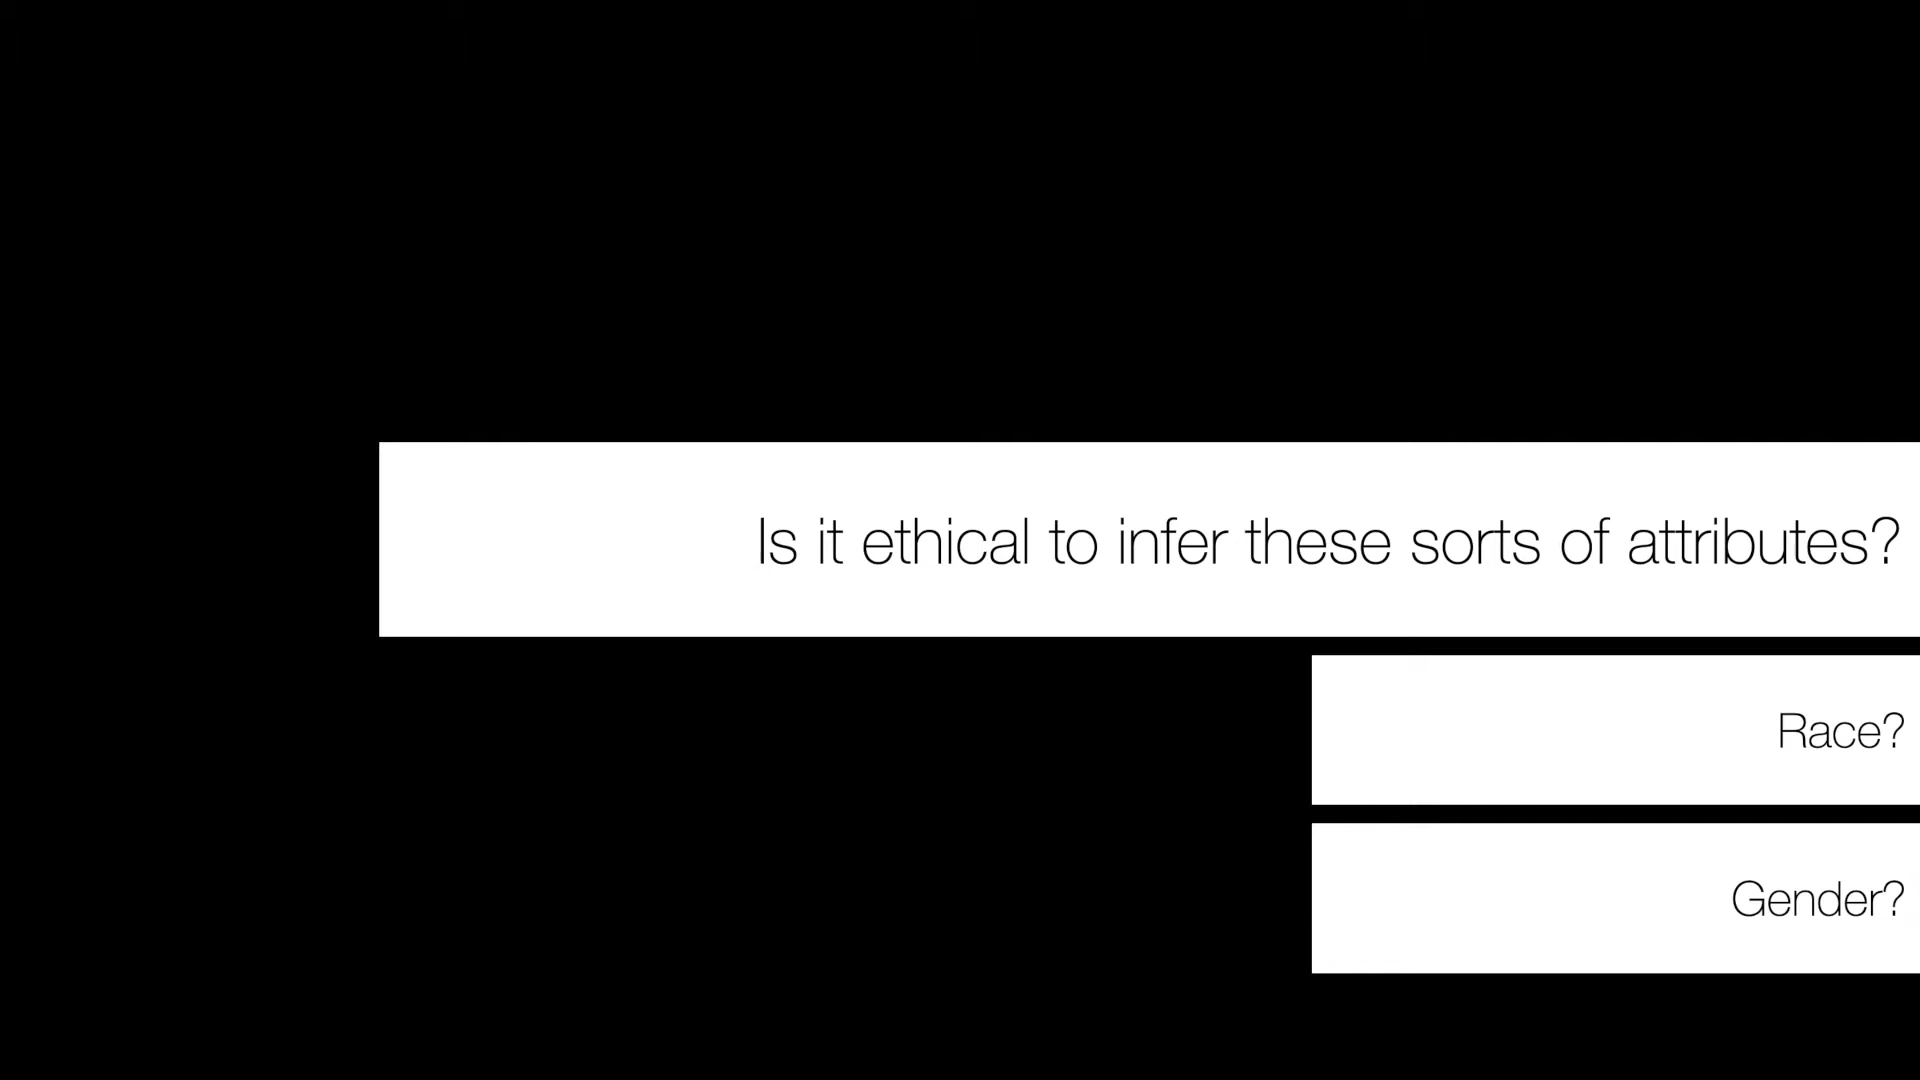 Is it ethical to infer these sorts of attributes?
Race?
Gender?